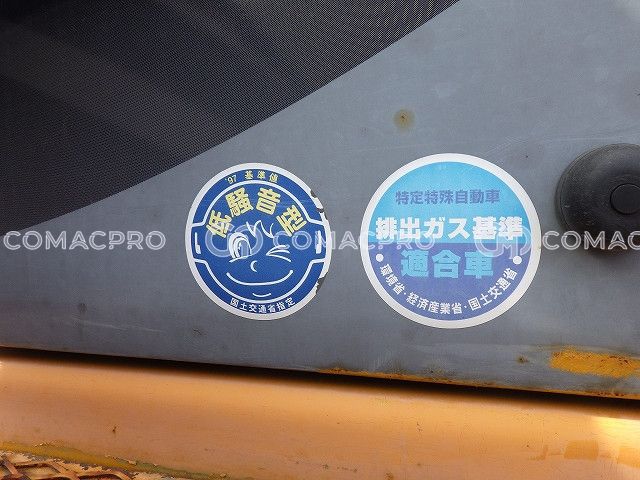 '97 基準値
低騒音型
国土交通省指定
特定特殊自動車
排出ガス基準
適合車
・環境省・経済産業省・国土交通省・
COMACPRO COMACPRO COMACPRO COMACPRO